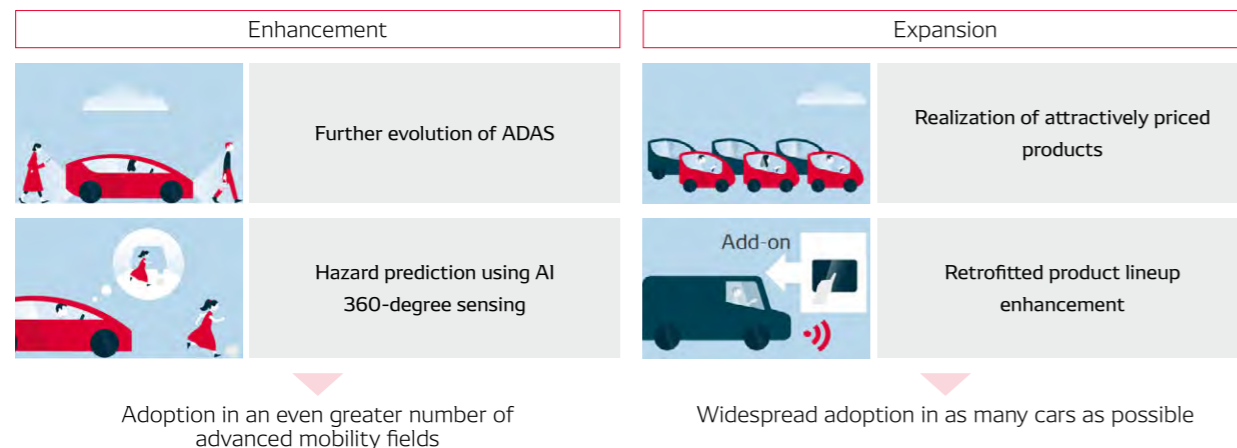 Enhancement
Further evolution of ADAS
Hazard prediction using AI
360-degree sensing
Adoption in an even greater number of
advanced mobility fields
Expansion
Realization of attractively priced
products
Add-on
Retrofitted product lineup
enhancement
Widespread adoption in as many cars as possible